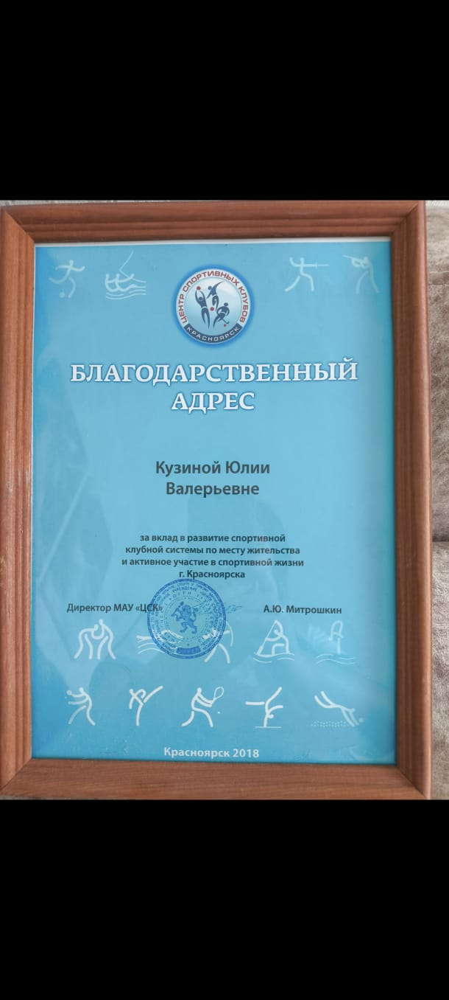 ЦЕНТР СПОРТИВНЫХ КЛУБОВ
КРАСНОЯРСК
БЛАГОДАРСТВЕННЫЙ
АДРЕС
Кузиной Юлии
Валерьевне
за вклад в развитие спортивной
клубной системы по месту жительства
и активное участие в спортивной жизни
г. Красноярска
Директор МАУ «ЦСК»
А.Ю. Митрошкин
Красноярск 2018